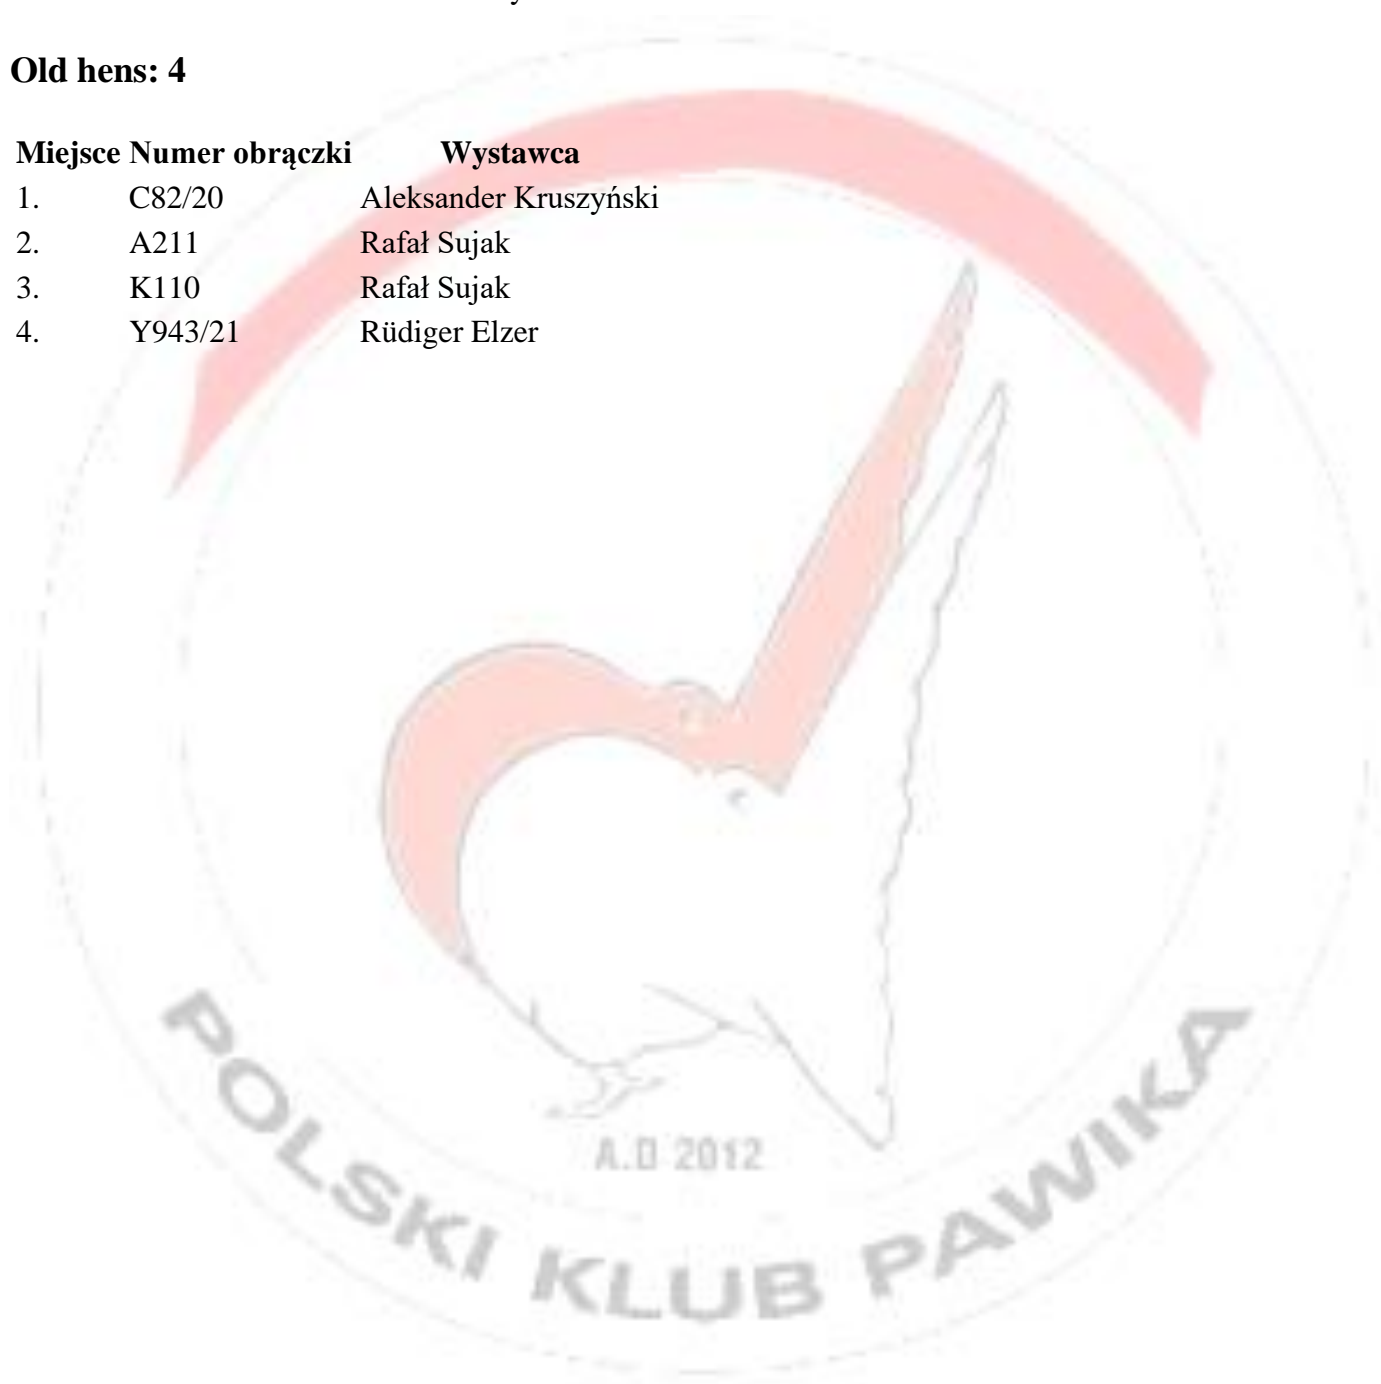 Old hens: 4
Miejsce Numer obrączki Wystawca
1. C82/20 Aleksander Kruszyński
2. A211 Rafał Sujak
3. K110 Rafał Sujak
4. Y943/21 Rüdiger Elzer
A.D 2012
POLSKI KLUB PAWIKA